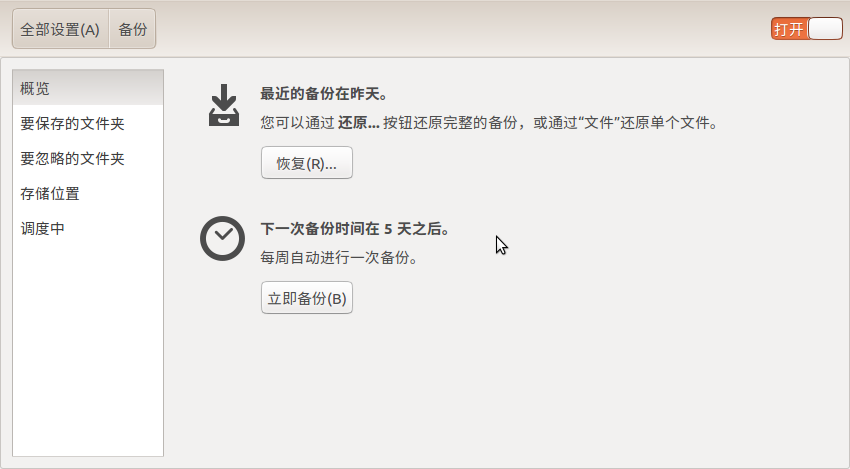 全部设置(A) 备份 打开
概览
要保存的文件夹
要忽略的文件夹
存储位置
调度中
最近的备份在昨天。
您可以通过 还原... 按钮还原完整的备份，或通过“文件”还原单个文件。
恢复(R)...
下一次备份时间在 5 天之后。
每周自动进行一次备份。
立即备份(B)